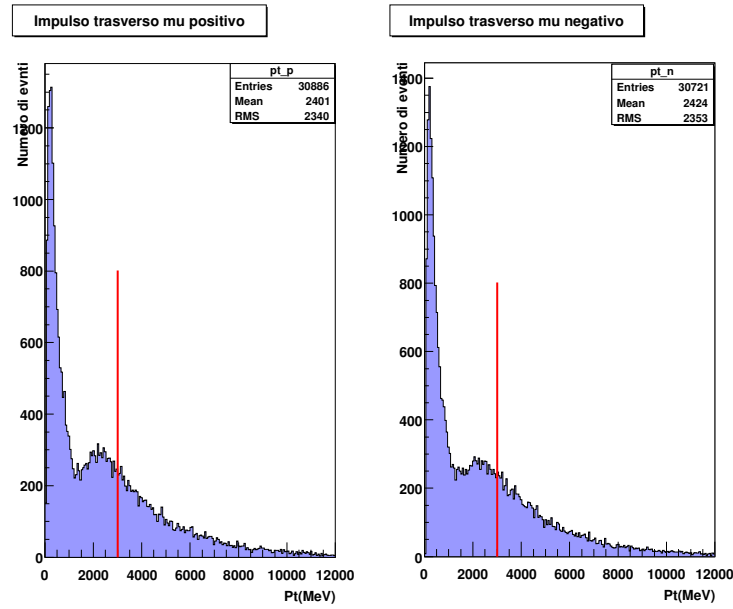 Impulso trasverso mu positivo
Numero di evnti
pt_p
Entries 30886
Mean 2401
RMS 2340
1200
1000
800
600
400
200
0
0 2000 4000 6000 8000 10000 12000
Pt(MeV)
Impulso trasverso mu negativo
Numero di eventi
pt_n
Entries 30721
Mean 2424
RMS 2353
1400
1200
1000
800
600
400
200
0
0 2000 4000 6000 8000 10000 12000
Pt(MeV)